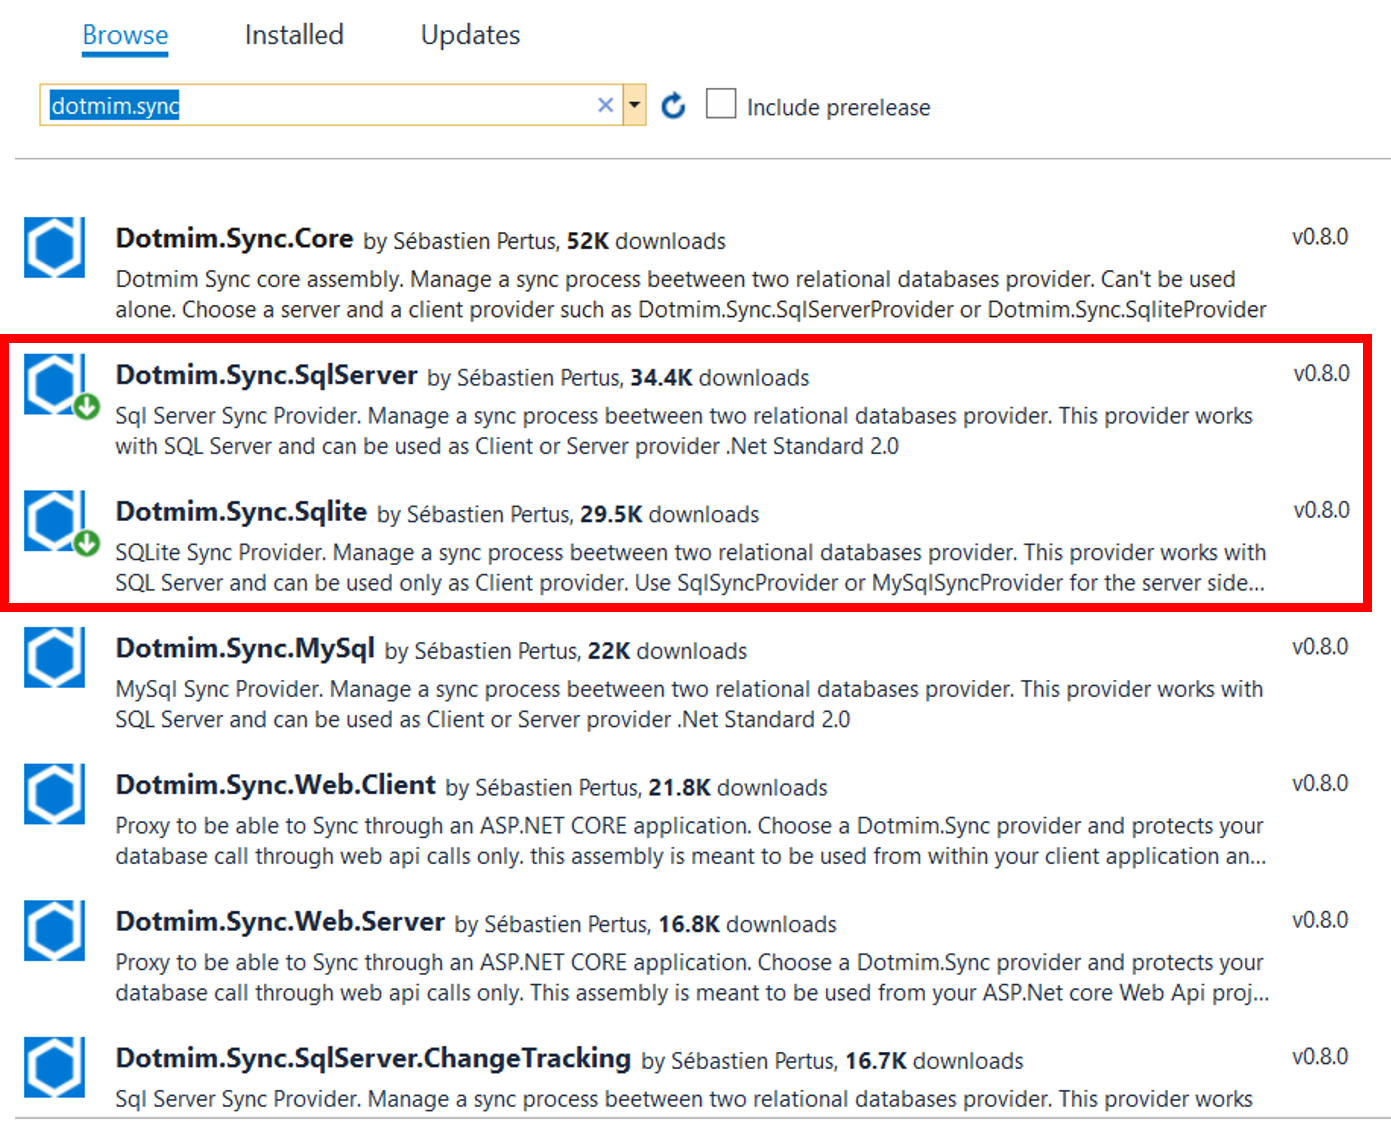 Browse Installed Updates
dotmim.sync Include prerelease
Dotmim.Sync.Core by Sébastien Pertus, 52K downloads v0.8.0
Dotmim Sync core assembly. Manage a sync process beetween two relational databases provider. Can't be used
alone. Choose a server and a client provider such as Dotmim.Sync.SqlServerProvider or Dotmim.Sync.SqliteProvider
Dotmim.Sync.SqlServer by Sébastien Pertus, 34.4K downloads v0.8.0
Sql Server Sync Provider. Manage a sync process beetween two relational databases provider. This provider works
with SQL Server and can be used as Client or Server provider .Net Standard 2.0
Dotmim.Sync.Sqlite by Sébastien Pertus, 29.5K downloads v0.8.0
SQLite Sync Provider. Manage a sync process beetween two relational databases provider. This provider works with
SQL Server and can be used only as Client provider. Use SqlSyncProvider or MySqlSyncProvider for the server side...
Dotmim.Sync.MySql by Sébastien Pertus, 22K downloads v0.8.0
MySql Sync Provider. Manage a sync process beetween two relational databases provider. This provider works with
SQL Server and can be used as Client or Server provider .Net Standard 2.0
Dotmim.Sync.Web.Client by Sébastien Pertus, 21.8K downloads v0.8.0
Proxy to be able to Sync through an ASP.NET CORE application. Choose a Dotmim.Sync provider and protects your
database call through web api calls only. this assembly is meant to be used from within your client application an...
Dotmim.Sync.Web.Server by Sébastien Pertus, 16.8K downloads v0.8.0
Proxy to be able to Sync through an ASP.NET CORE application. Choose a Dotmim.Sync provider and protects your
database call through web api calls only. This assembly is meant to be used from your ASP.Net core Web Api proj...
Dotmim.Sync.SqlServer.ChangeTracking by Sébastien Pertus, 16.7K downloads v0.8.0
Sql Server Sync Provider. Manage a sync process beetween two relational databases provider. This provider works